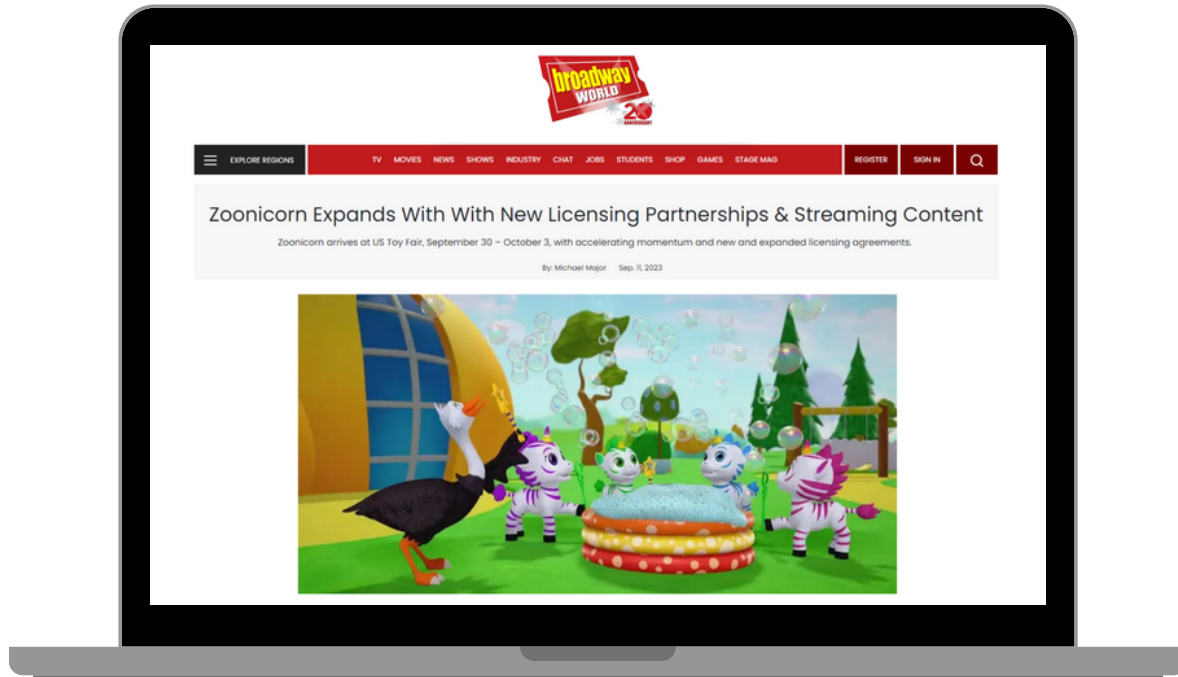 broadway
WORLD
20
ANNIVERSARY
EXPLORE REGIONS TV MOVIES NEWS SHOWS INDUSTRY CHAT JOBS STUDENTS SHOP GAMES STAGE MAG REGISTER SIGN IN
Zoonicorn Expands With With New Licensing Partnerships & Streaming Content
Zoonicorn arrives at US Toy Fair, September 30 – October 3, with accelerating momentum and new and expanded licensing agreements.
By: Michael Major Sep. 11, 2023